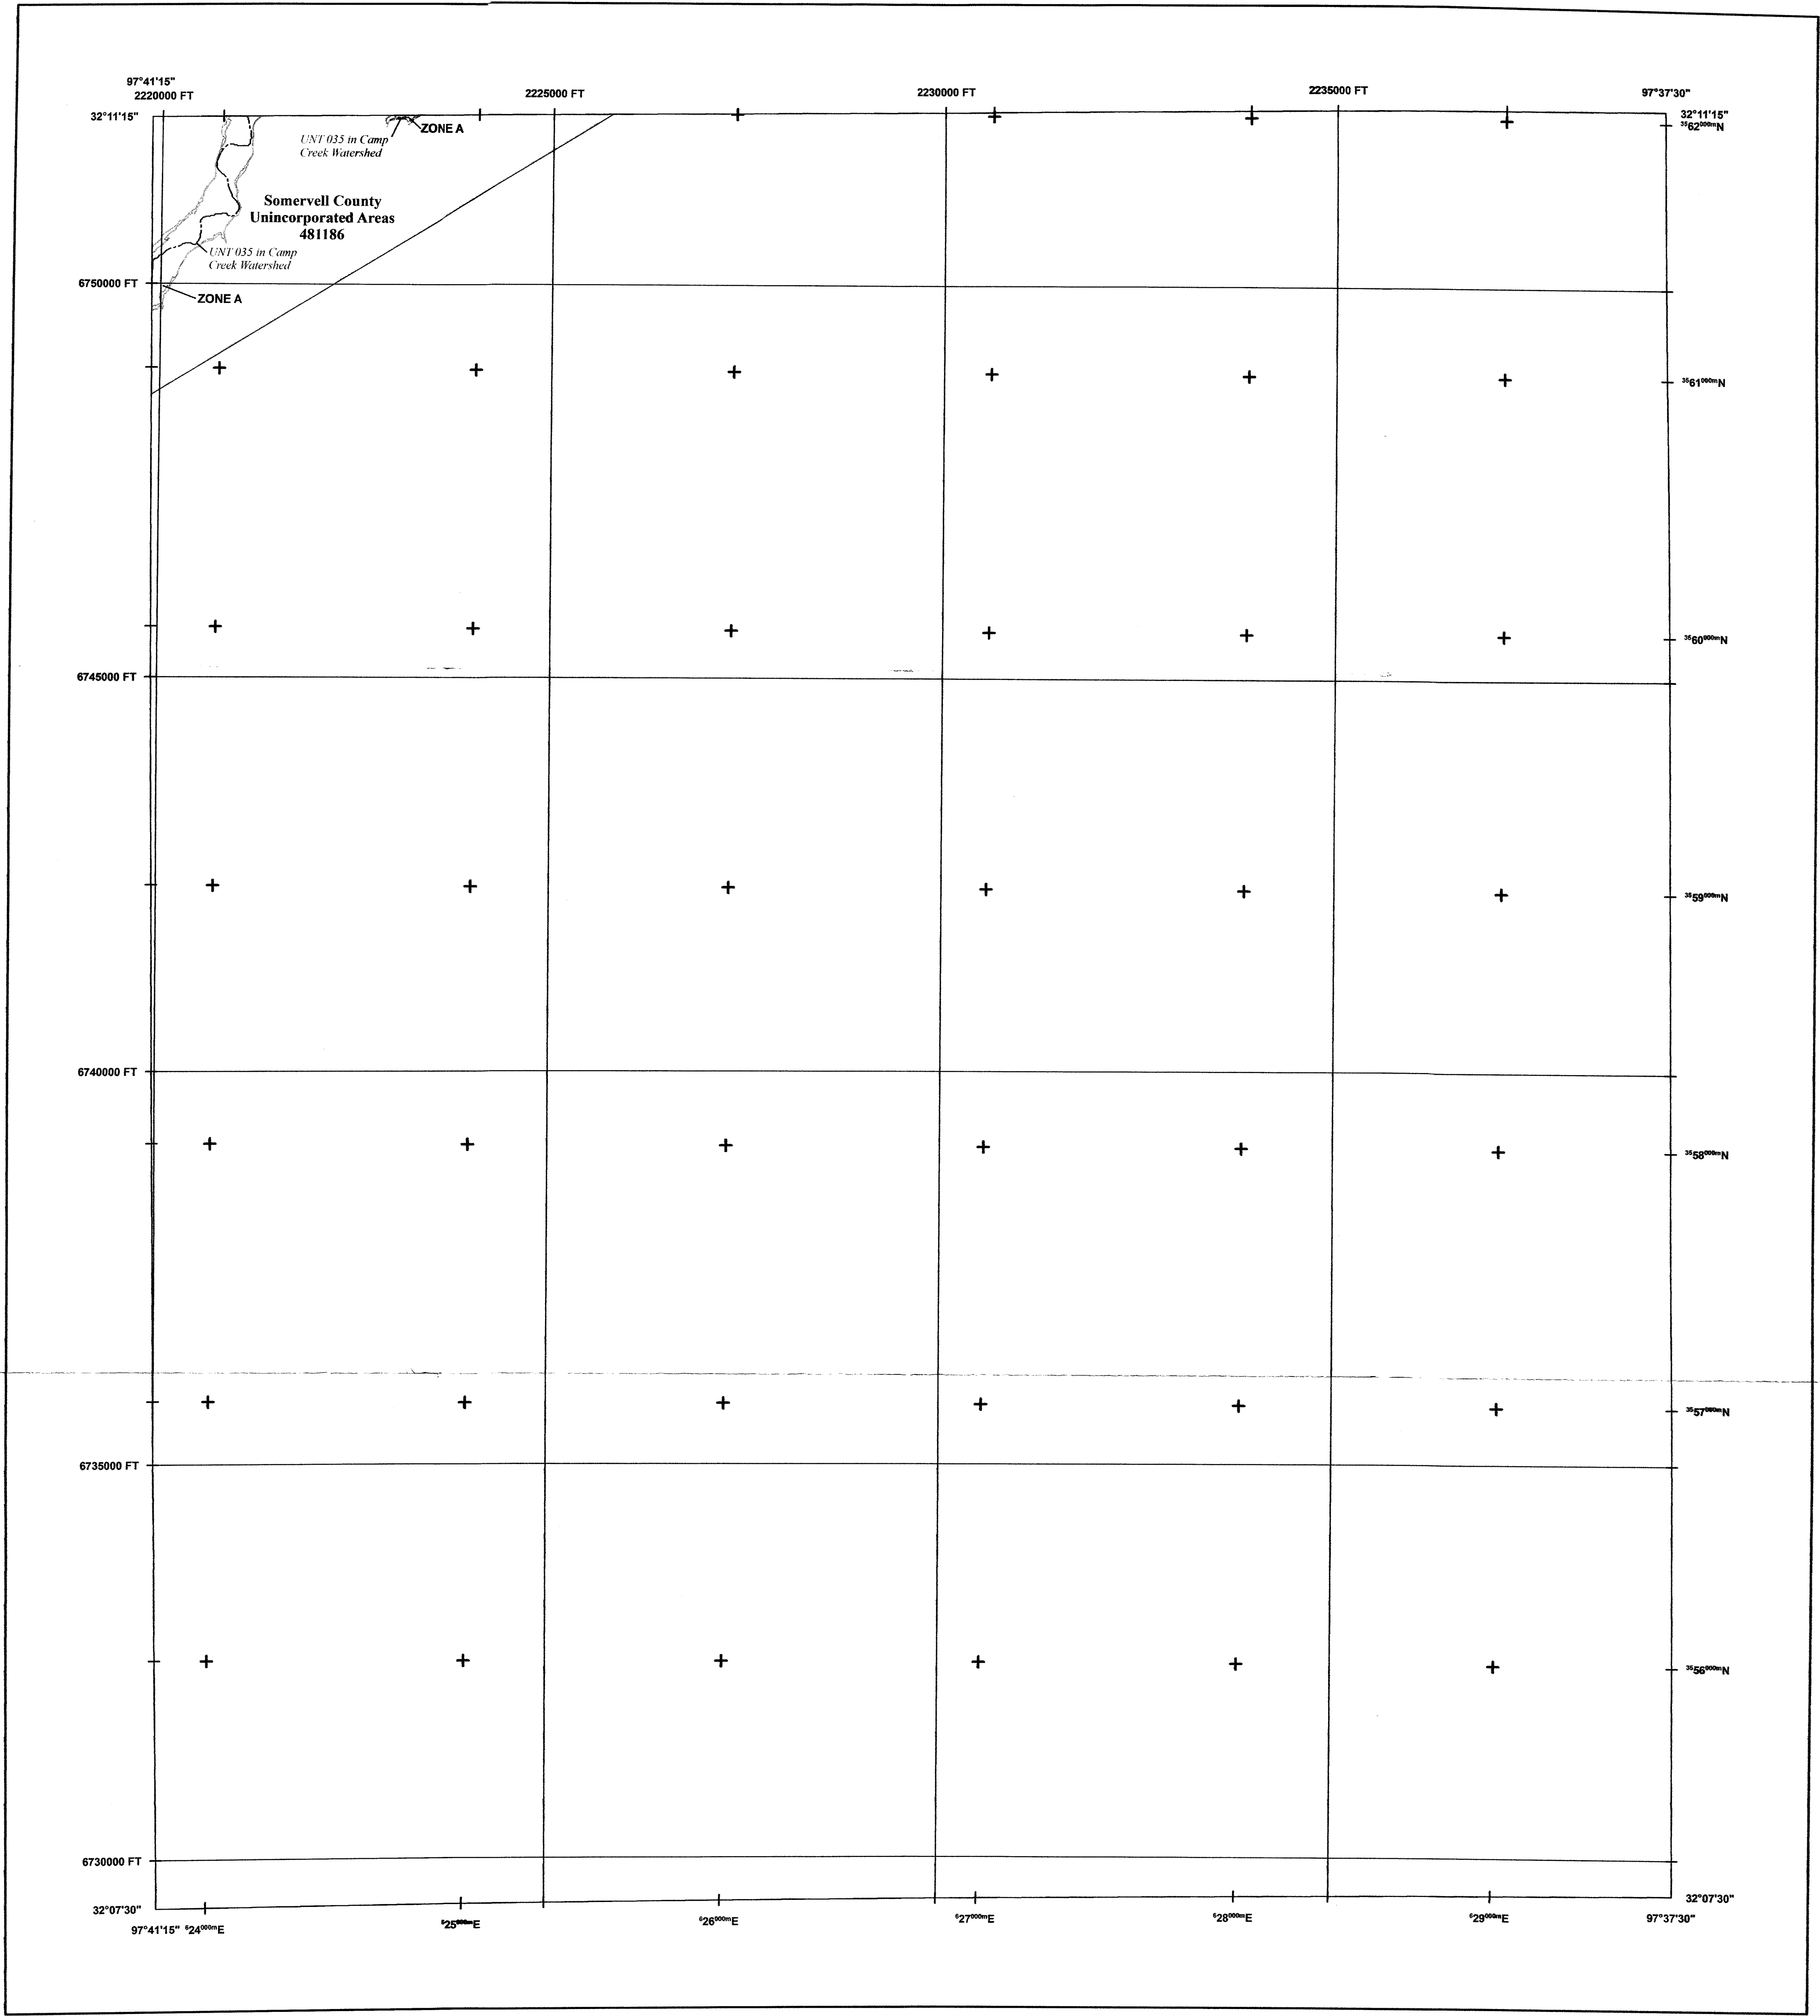 97°41'15"
2220000 FT
2225000 FT
2230000 FT
2235000 FT
97°37'30"
32°11'15"
32°11'15"
3562000mN
UNT 035 in Camp
Creek Watershed
ZONE A
Somervell County
Unincorporated Areas
481186
UNT 035 in Camp
Creek Watershed
6750000 FT
ZONE A
3561000mN
3560000mN
6745000 FT
3559000mN
6740000 FT
3558000mN
3557000mN
6735000 FT
3556000mN
6730000 FT
32°07'30"
32°07'30"
97°41'15" 624000mE
625000mE
626000mE
627000mE
628000mE
629000mE
97°37'30"